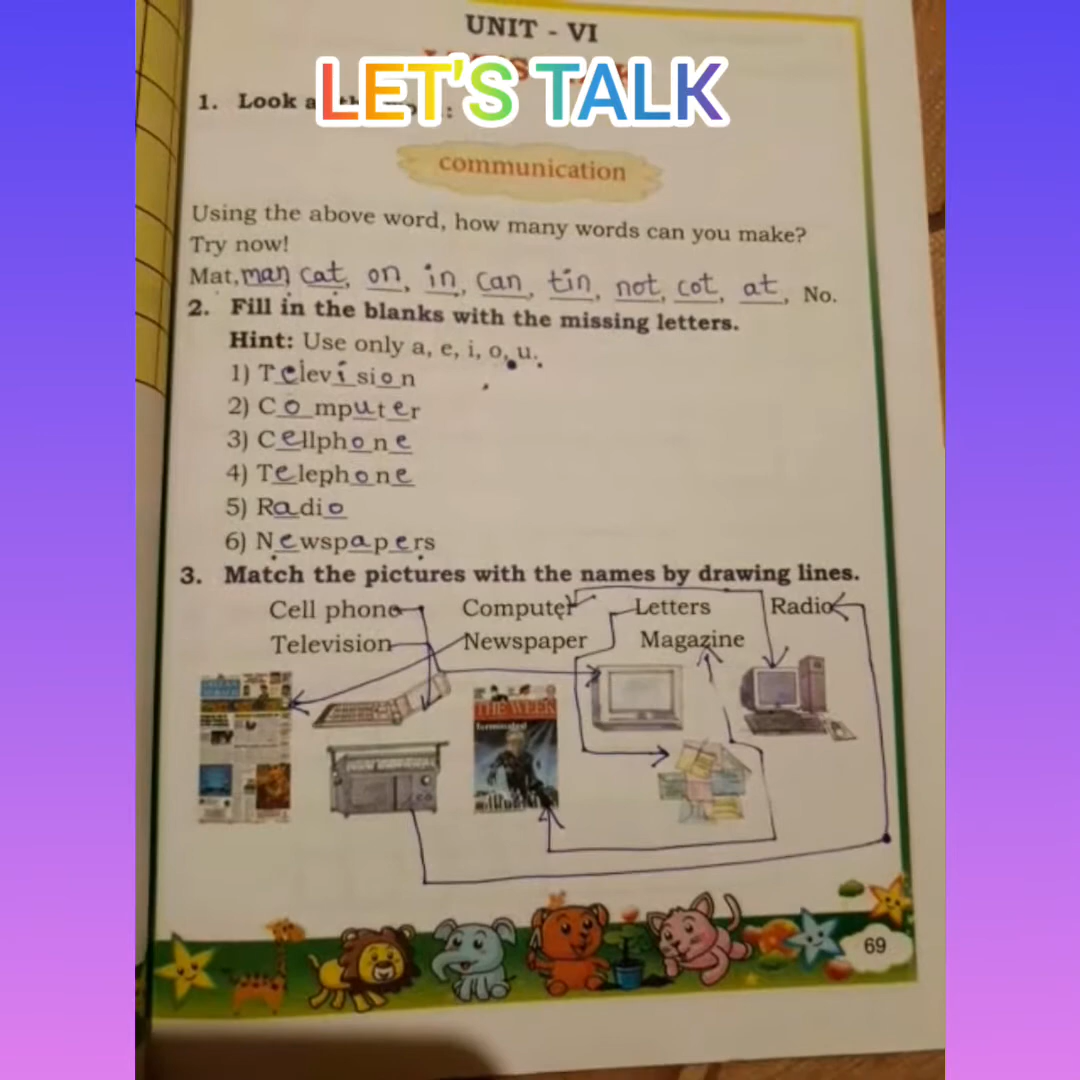 UNIT - VI
LET'S TALK
1. Look
communication
Using the above word, how many words can you make?
Try now!
Mat, man, cat, on, in, can, tin, not, cot, at, No.
2. Fill in the blanks with the missing letters.
Hint: Use only a, e, i, o, u.
1) Television
2) Computer
3) Cellphone
4) Telephone
5) Radio
6) Newspapers
3. Match the pictures with the names by drawing lines.
Cell phone Computer Letters Radio
Television Newspaper Magazine
THE WEEK
69